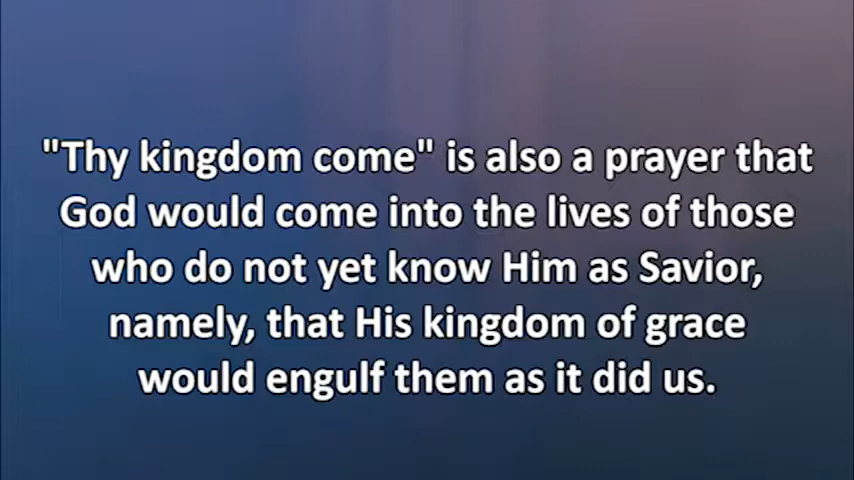 "Thy kingdom come" is also a prayer that
God would come into the lives of those
who do not yet know Him as Savior,
namely, that His kingdom of grace
would engulf them as it did us.